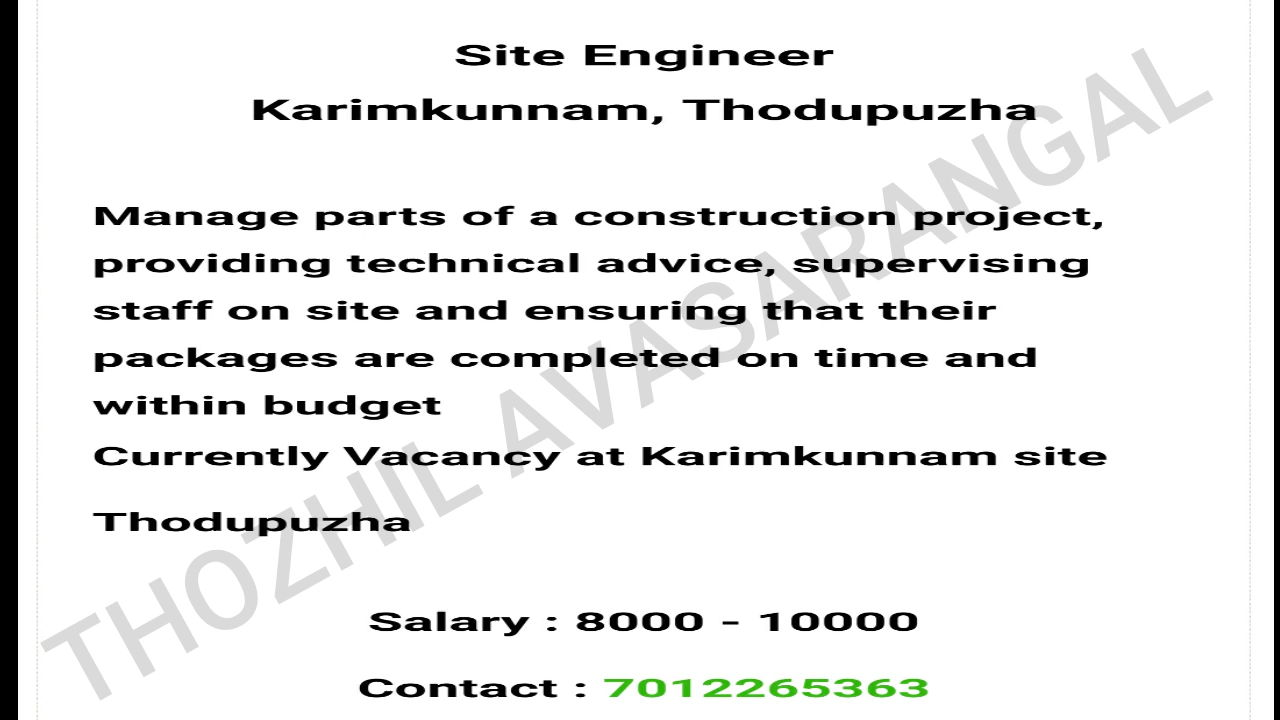 Site Engineer
Karimkunnam, Thodupuzha
Manage parts of a construction project,
providing technical advice, supervising
staff on site and ensuring that their
packages are completed on time and
within budget
Currently Vacancy at Karimkunnam site
Thodupuzha
Salary : 8000 - 10000
Contact : 7012265363
THOZHIL AVASARANGAL